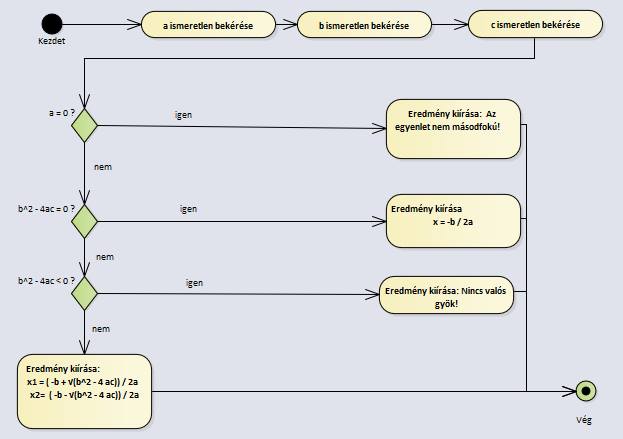 Kezdet
a ismeretlen bekérése
b ismeretlen bekérése
c ismeretlen bekérése
a = 0 ?
igen
Eredmény kiírása: Az
egyenlet nem másodfokú!
nem
b^2 - 4ac = 0 ?
igen
Eredmény kiírása
x = -b / 2a
nem
b^2 - 4ac < 0 ?
igen
Eredmény kiírása: Nincs valós
gyök!
nem
Eredmény kiírása:
x1 = ( -b + √(b^2 - 4 ac)) / 2a
x2= ( -b - √(b^2 - 4 ac)) / 2a
Vég